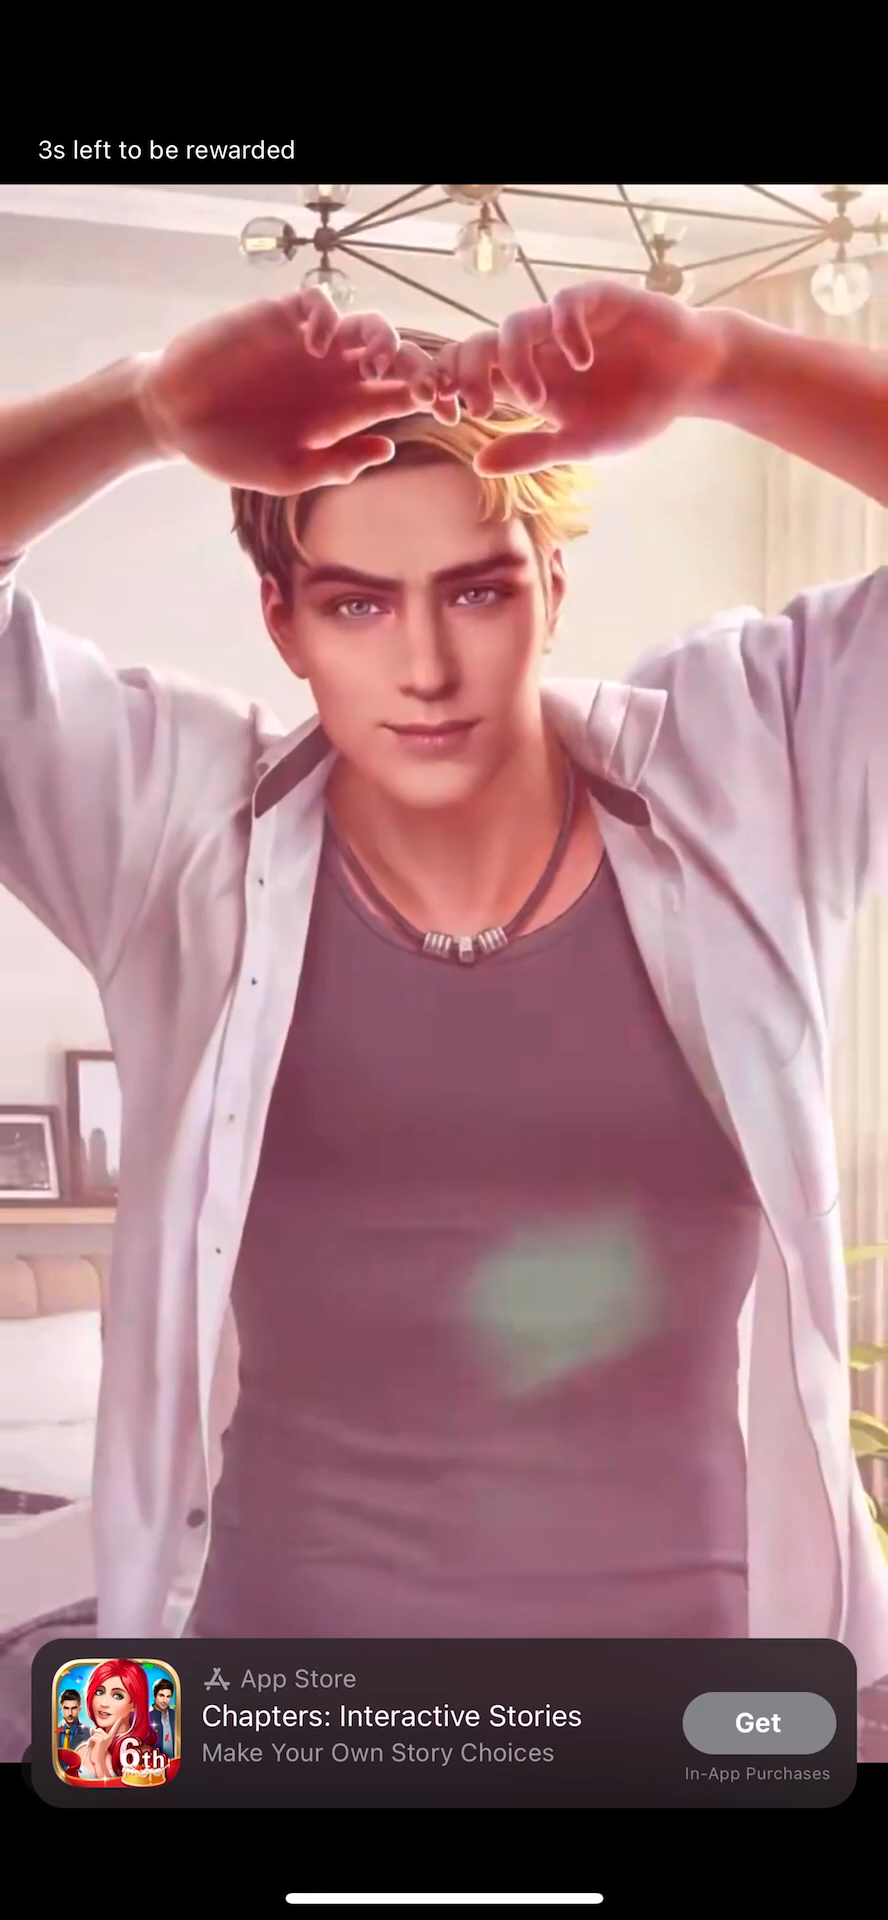 3s left to be rewarded
App Store
Chapters: Interactive Stories
Make Your Own Story Choices
Get
In-App Purchases
6th